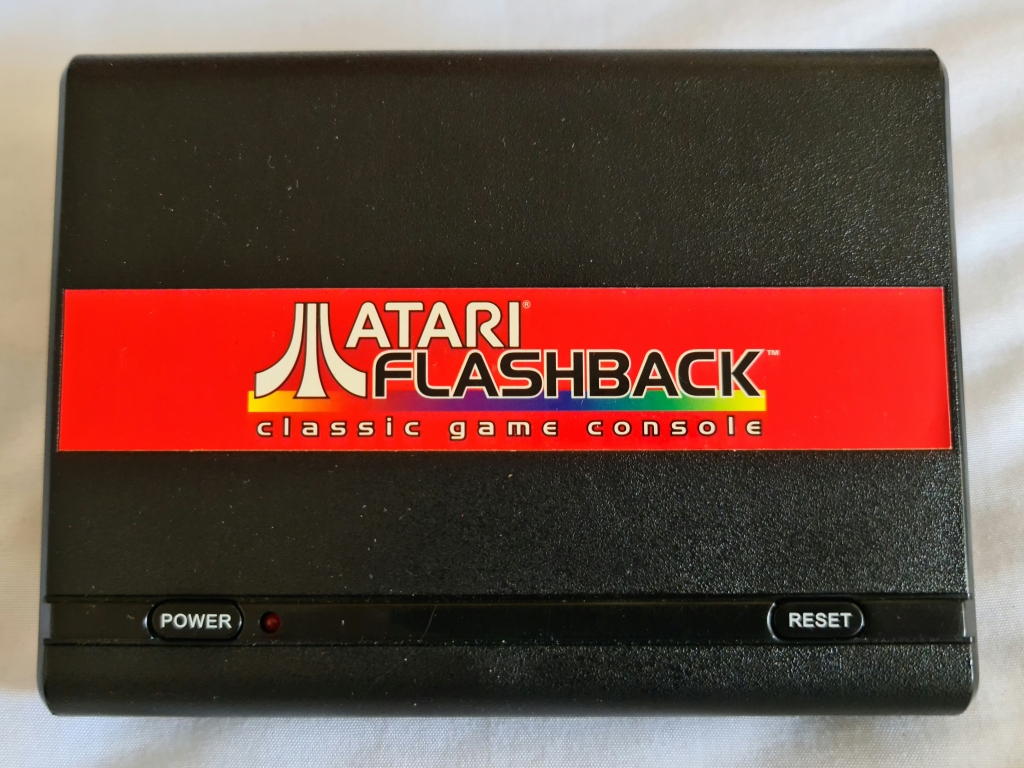 ATARI®
FLASHBACK™
classic game console
POWER
RESET